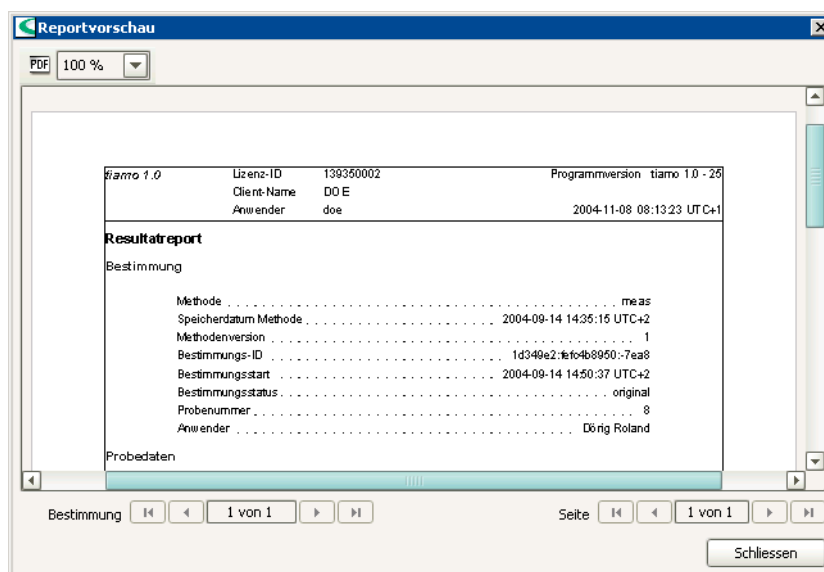 Reportvorschau
PDF 100 %
tiamo 1.0 Lizenz-ID 139350002 Programmversion tiamo 1.0 - 25
Client-Name DOE
Anwender doe 2004-11-08 08:13:23 UTC+1
Resultatreport
Bestimmung
Methode . . . . . . . . . . . . . . . . . . . . . . . . . . . . . . . . . . . . . . . . meas
Speicherdatum Methode . . . . . . . . . . . . . . . . . . . . 2004-09-14 14:35:15 UTC+2
Methodenversion . . . . . . . . . . . . . . . . . . . . . . . . . . . . . . . . . . . . . 1
Bestimmungs-ID . . . . . . . . . . . . . . . . . . . . . . . . 1d349e2:fefc4b8950:-7ea8
Bestimmungsstart . . . . . . . . . . . . . . . . . . . . . . . 2004-09-14 14:50:37 UTC+2
Bestimmungsstatus . . . . . . . . . . . . . . . . . . . . . . . . . . . . . . . . . original
Probenummer . . . . . . . . . . . . . . . . . . . . . . . . . . . . . . . . . . . . . . . 8
Anwender . . . . . . . . . . . . . . . . . . . . . . . . . . . . . . . . . . . Dörig Roland
Probedaten
Bestimmung 1 von 1 Seite 1 von 1
Schliessen